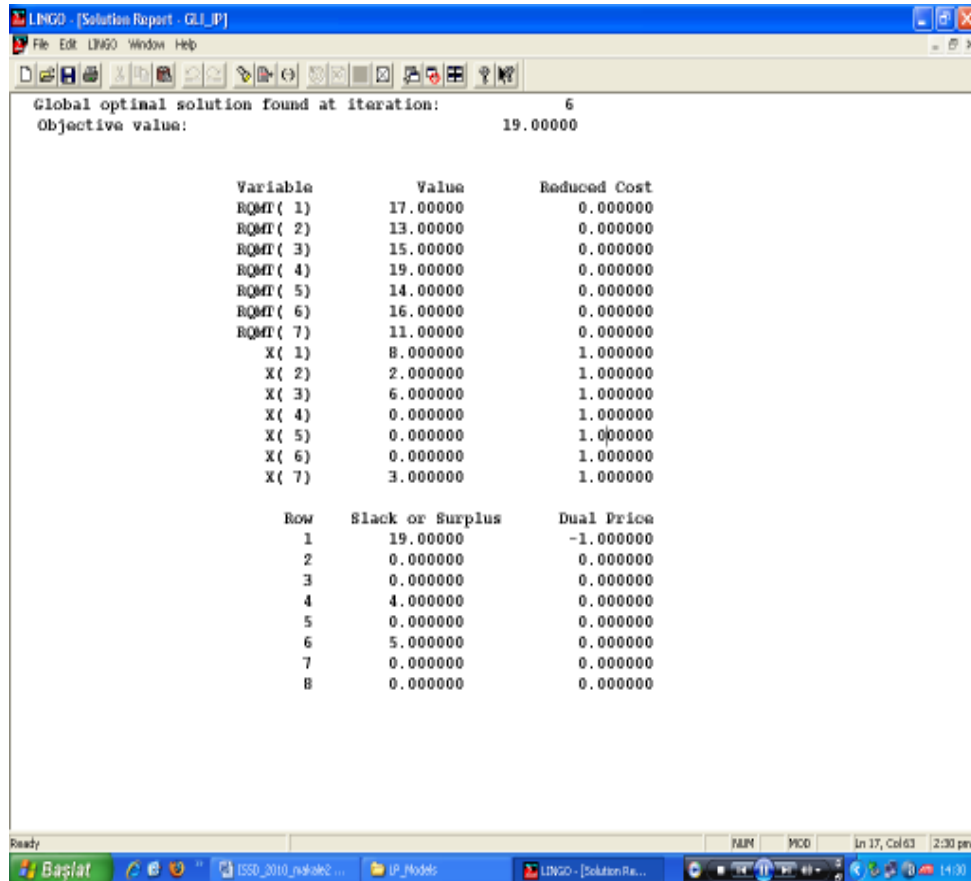 LINGO - [Solution Report - GLI_IP]
File Edit LINGO Window Help
Global optimal solution found at iteration: 6
Objective value: 19.00000
Variable Value Reduced Cost
RQMT( 1) 17.00000 0.000000
RQMT( 2) 13.00000 0.000000
RQMT( 3) 15.00000 0.000000
RQMT( 4) 19.00000 0.000000
RQMT( 5) 14.00000 0.000000
RQMT( 6) 16.00000 0.000000
RQMT( 7) 11.00000 0.000000
X( 1) 8.000000 1.000000
X( 2) 2.000000 1.000000
X( 3) 6.000000 1.000000
X( 4) 0.000000 1.000000
X( 5) 0.000000 1.000000
X( 6) 0.000000 1.000000
X( 7) 3.000000 1.000000
Row Slack or Surplus Dual Price
1 19.00000 -1.000000
2 0.000000 0.000000
3 0.000000 0.000000
4 4.000000 0.000000
5 0.000000 0.000000
6 5.000000 0.000000
7 0.000000 0.000000
8 0.000000 0.000000
Ready NUM MOD Ln 17, Col 63 2:30 pm
Başlat ISSD_2010_makale2 ... LP_Models LINGO - [Solution Re... TR 14:30